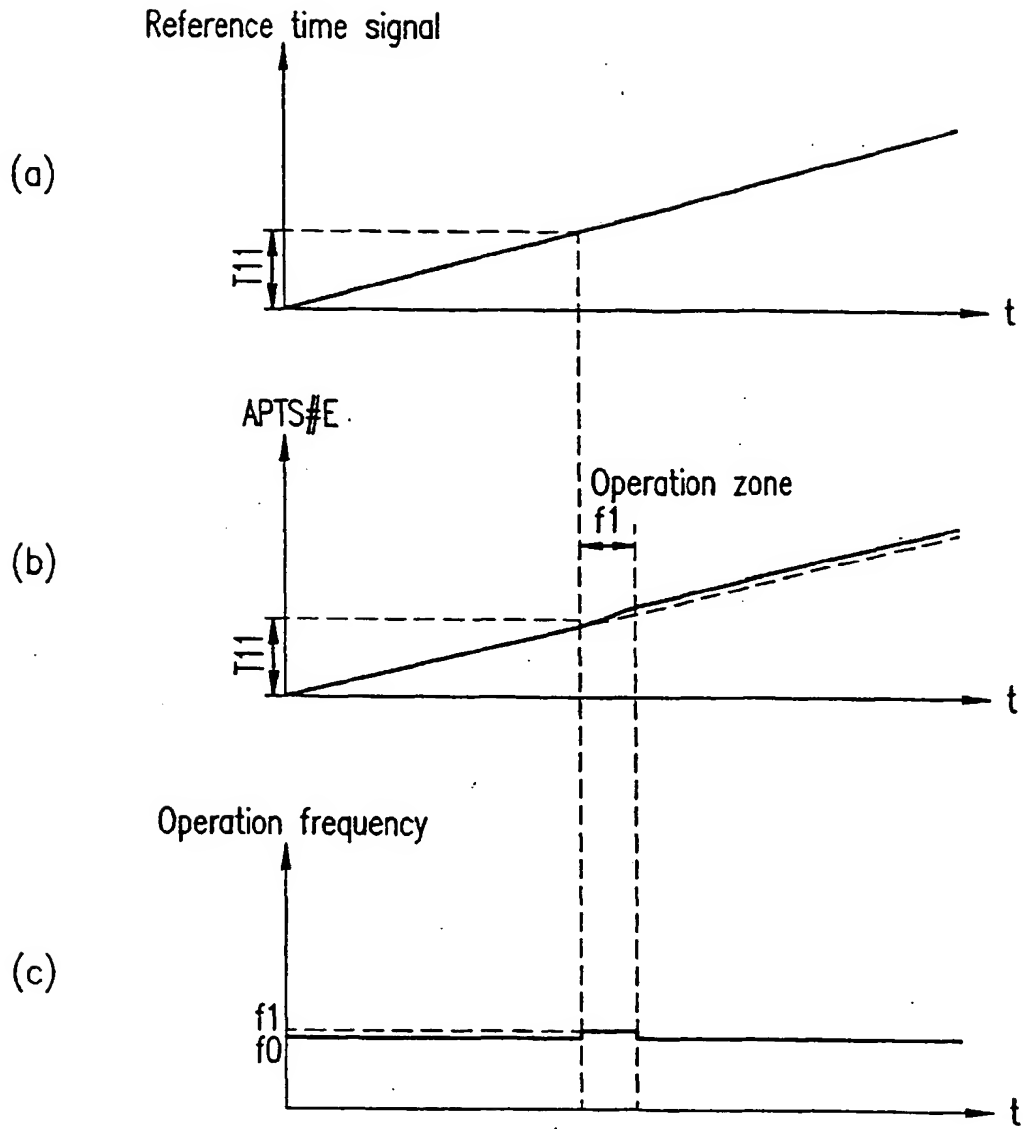 Reference time signal
(a)
T11
t
APTS#E
Operation zone
f1
(b)
T11
t
Operation frequency
(c)
f1
f0
t